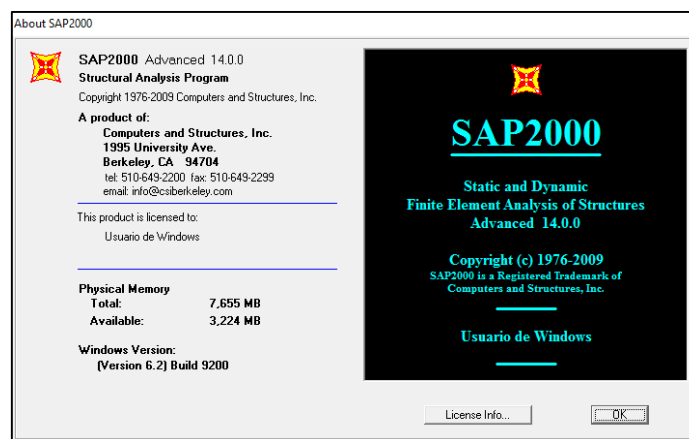 About SAP2000
SAP2000 Advanced 14.0.0
Structural Analysis Program
Copyright 1976-2009 Computers and Structures, Inc.
A product of:
Computers and Structures, Inc.
1995 University Ave.
Berkeley, CA 94704
tel: 510-649-2200 fax: 510-649-2299
email: info@csiberkeley.com
This product is licensed to:
Usuario de Windows
Physical Memory
Total: 7,655 MB
Available: 3,224 MB
Windows Version:
(Version 6.2) Build 9200
SAP2000
Static and Dynamic
Finite Element Analysis of Structures
Advanced 14.0.0
Copyright (c) 1976-2009
SAP2000 is a Registered Trademark of
Computers and Structures, Inc.
Usuario de Windows
License Info...
OK